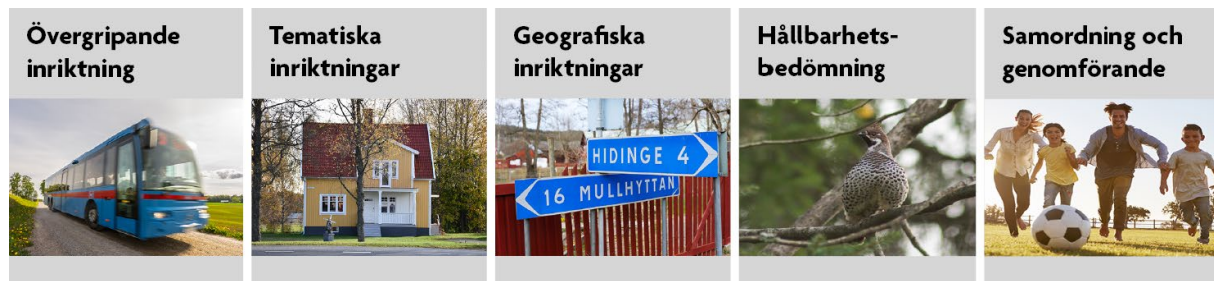 Övergripande
inriktning
Tematiska
inriktningar
Geografiska
inriktningar
HIDINGE 4
16 MULLHYTTAN
Hållbarhets-
bedömning
Samordning och
genomförande